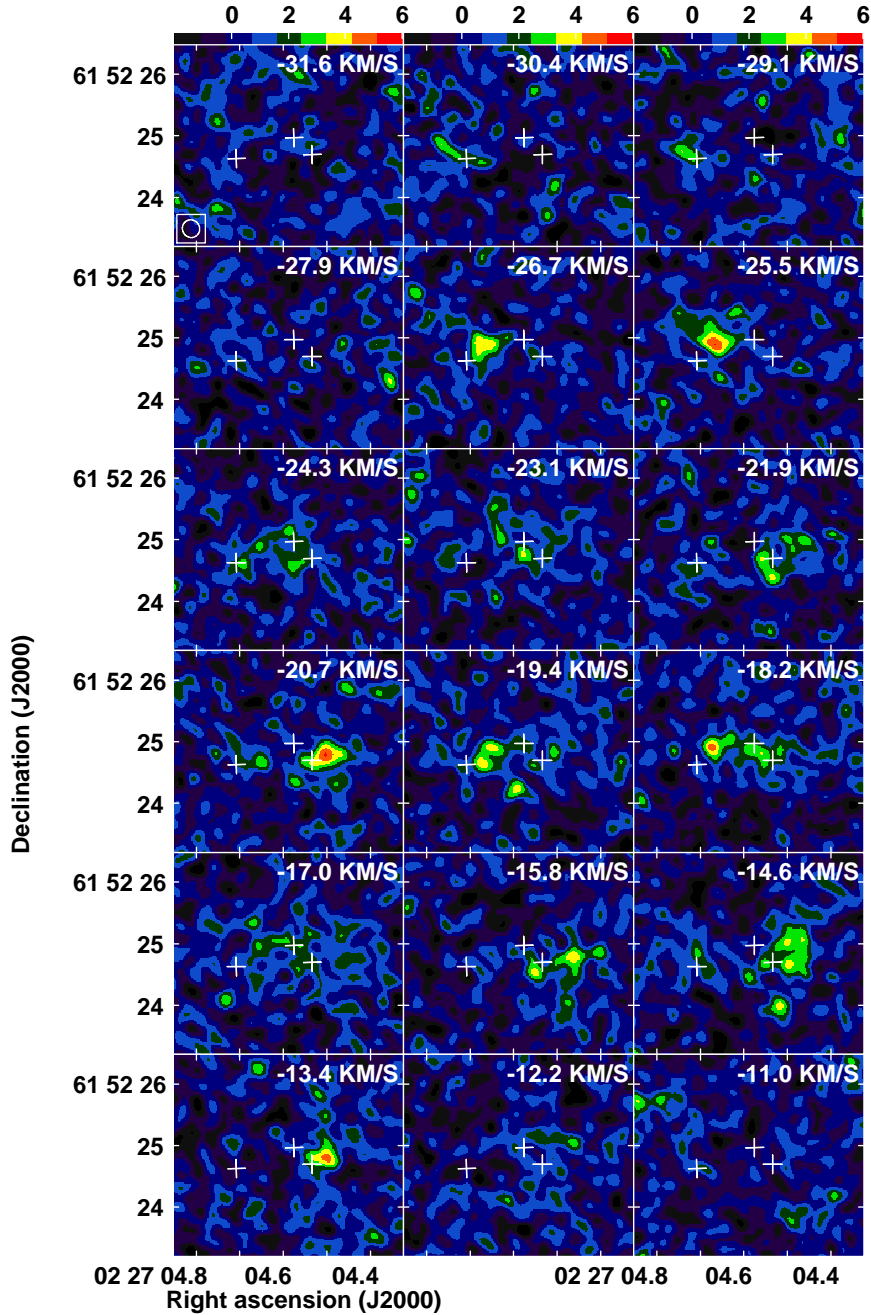 0 2 4 6 0 2 4 6 0 2 4 6
61 52 26 -31.6 KM/S -30.4 KM/S -29.1 KM/S
25
24
61 52 26 -27.9 KM/S -26.7 KM/S -25.5 KM/S
25
24
61 52 26 -24.3 KM/S -23.1 KM/S -21.9 KM/S
25
24
61 52 26 -20.7 KM/S -19.4 KM/S -18.2 KM/S
25
24
61 52 26 -17.0 KM/S -15.8 KM/S -14.6 KM/S
25
24
61 52 26 -13.4 KM/S -12.2 KM/S -11.0 KM/S
25
24
Declination (J2000)
02 27 04.8 04.6 04.4 02 27 04.8 04.6 04.4
Right ascension (J2000)